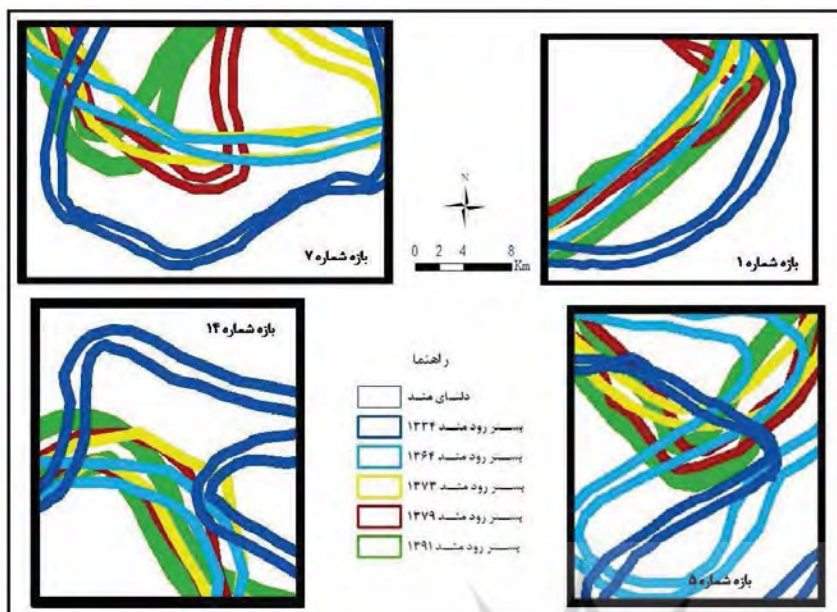 بازه شماره ۷
بازه شماره ۱
N
0 2 4 8
Km
بازه شماره ۱۴
بازه شماره ۵
راهنما
دلتای مند
بستر رود مند ۱۳۳۴
بستر رود مند ۱۳۶۴
بستر رود مند ۱۳۷۳
بستر رود مند ۱۳۷۹
بستر رود مند ۱۳۹۱